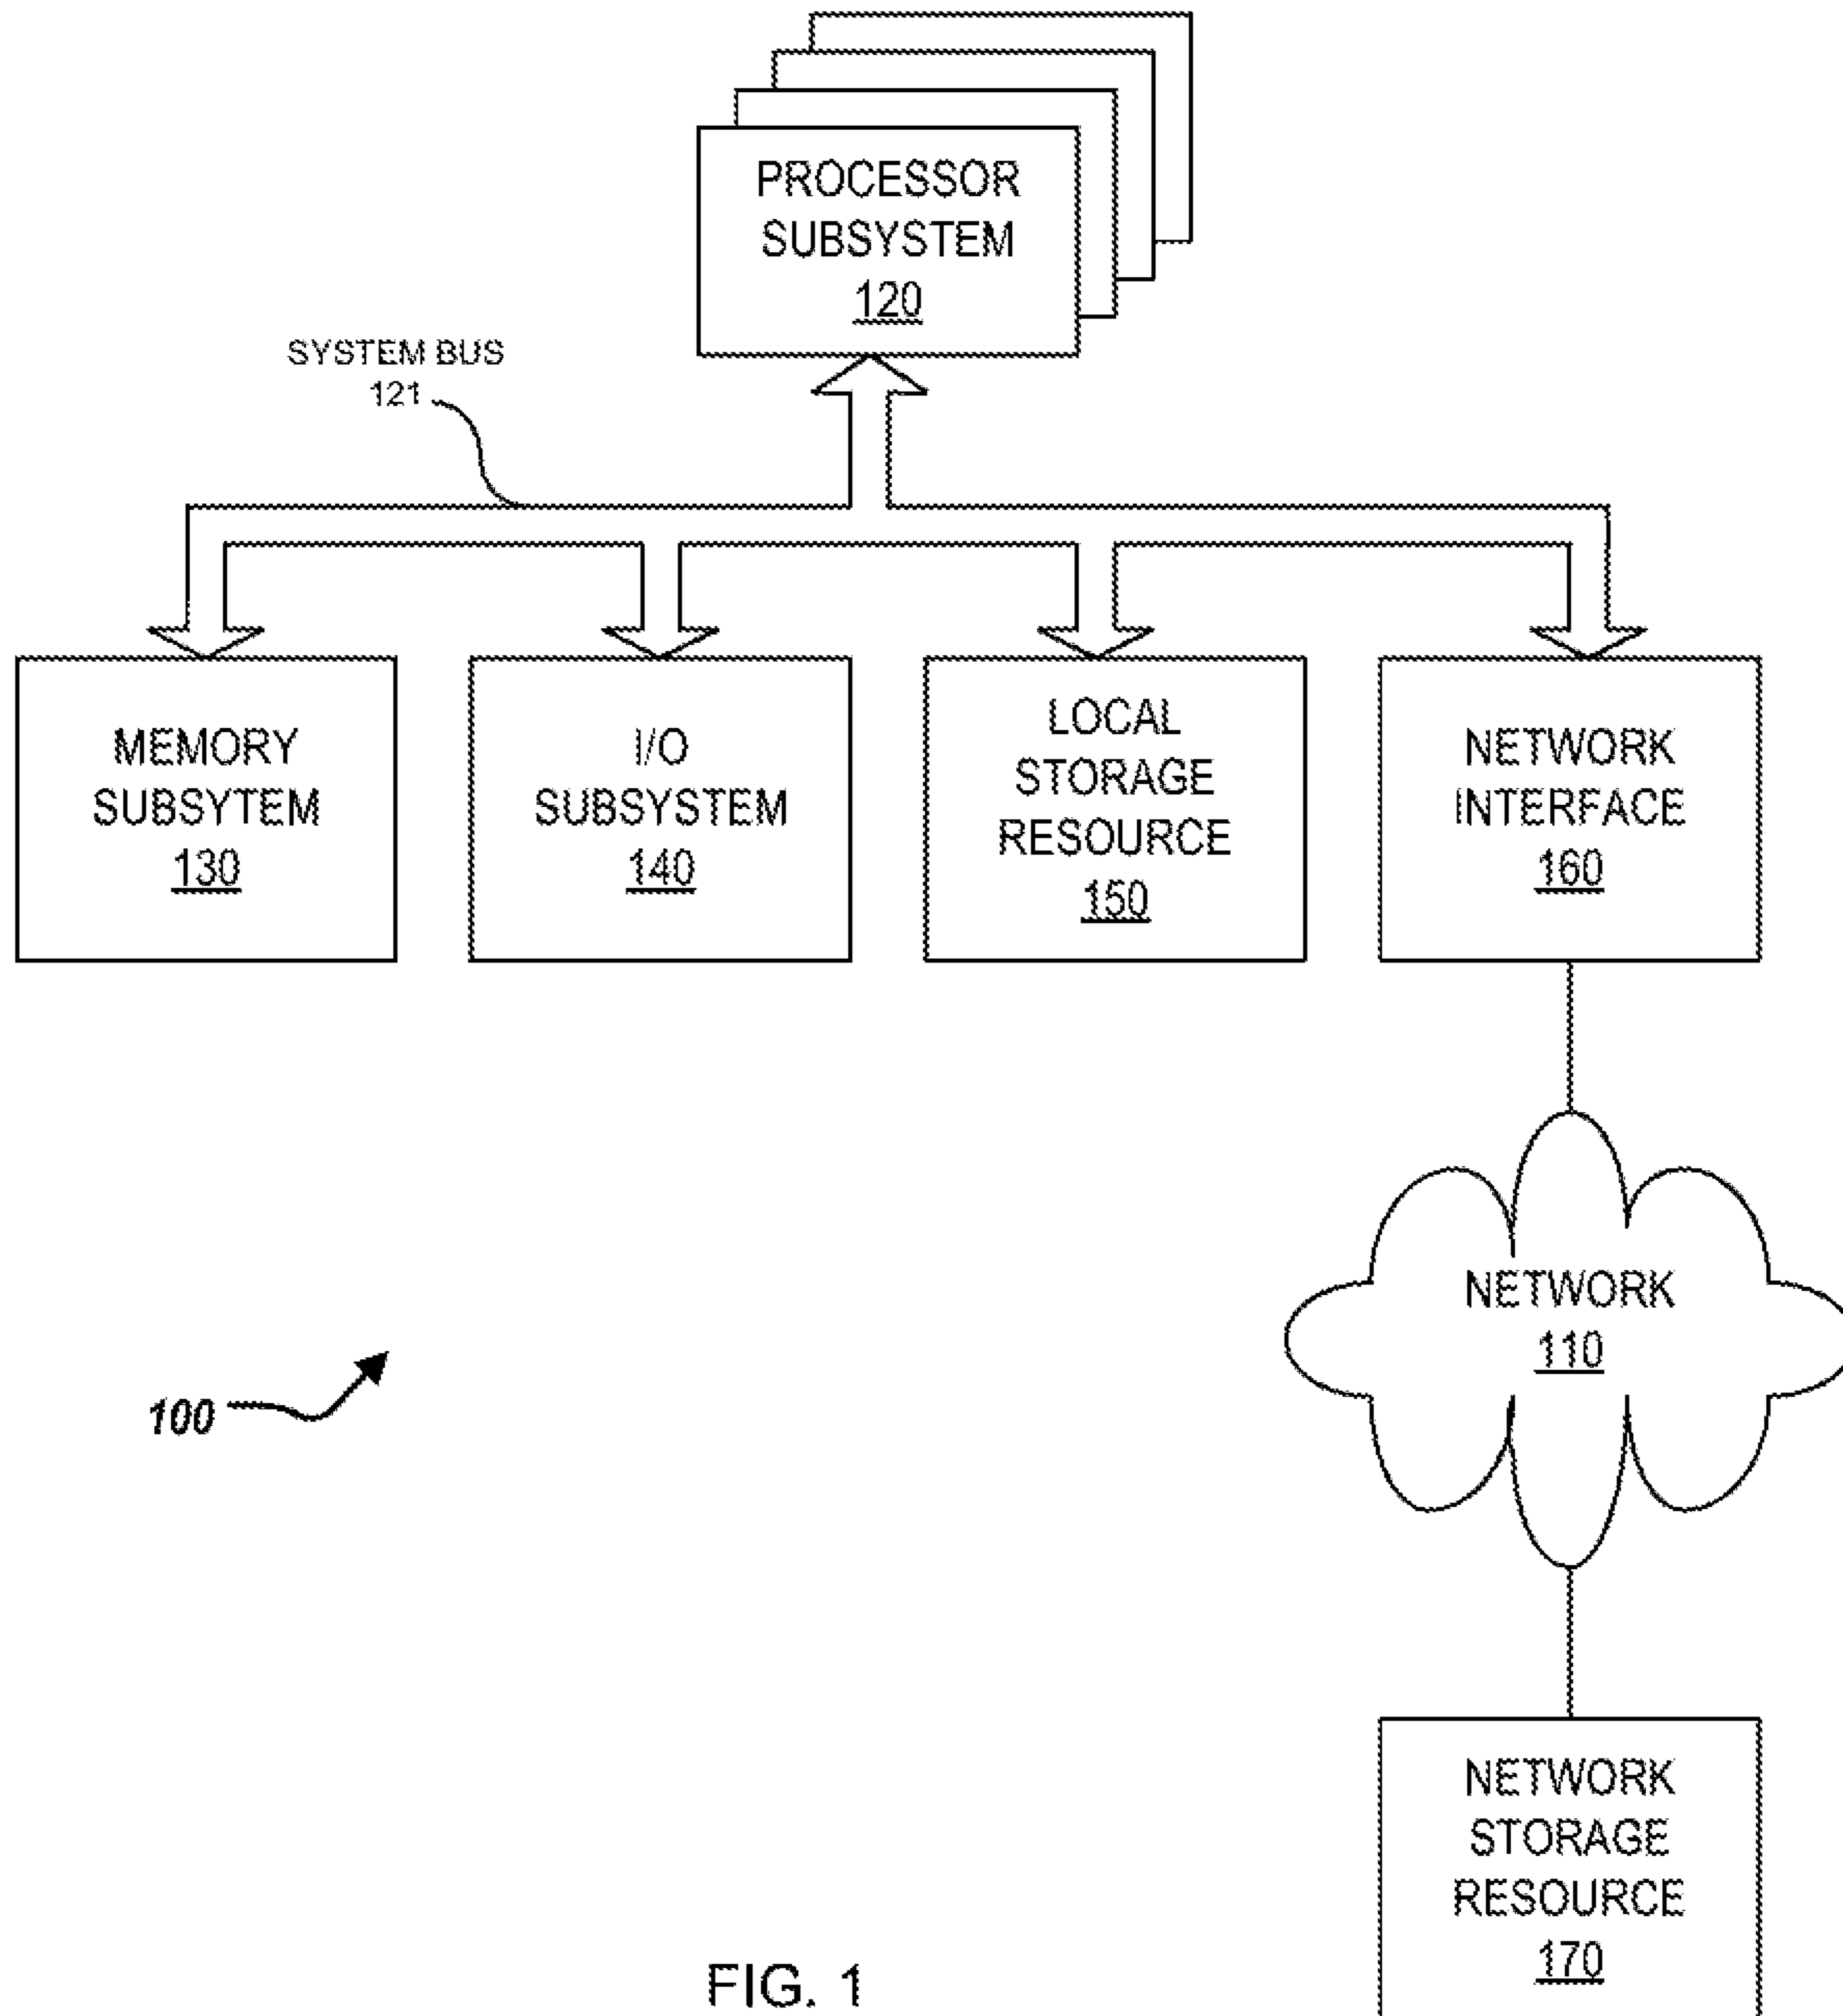 PROCESSOR
SUBSYSTEM
120
SYSTEM BUS
121
MEMORY
SUBSYTEM
130
I/O
SUBSYSTEM
140
LOCAL
STORAGE
RESOURCE
150
NETWORK
INTERFACE
160
NETWORK
110
100
NETWORK
STORAGE
RESOURCE
170
FIG. 1